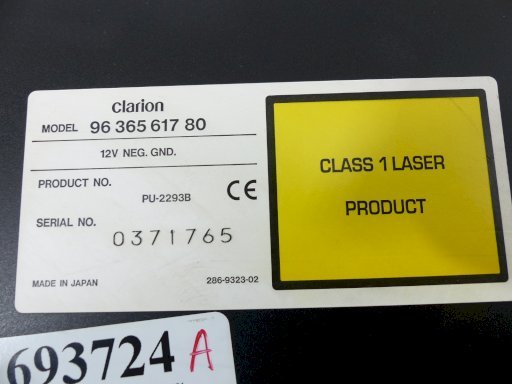 clarion
MODEL 96 365 617 80
12V NEG. GND.
PRODUCT NO. PU-2293B
CE
SERIAL NO. 0371765
MADE IN JAPAN 286-9323-02
CLASS 1 LASER
PRODUCT
693724 A